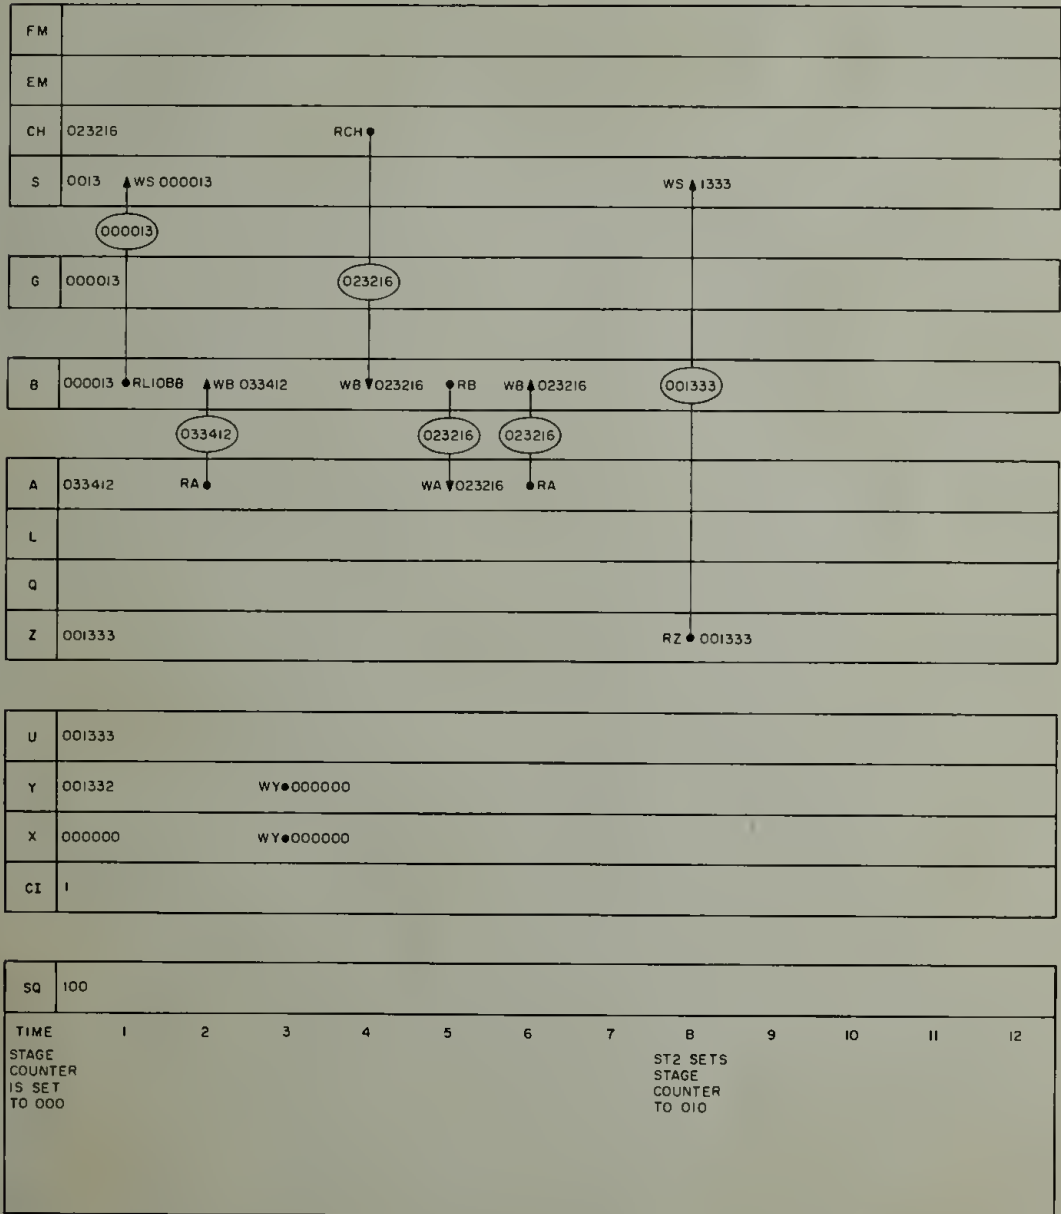 FM
EM
CH 023216 RCH
S 0013 WS 000013 WS 1333
000013
G 000013 023216
B 000013 RL10BB WB 033412 WB 023216 RB WB 023216 001333
033412 023216 023216
A 033412 RA WA 023216 RA
L
Q
Z 001333 RZ 001333
U 001333
Y 001332 WY 000000
X 000000 WY 000000
CI 1
SQ 100
TIME 1 2 3 4 5 6 7 8 9 10 11 12
STAGE
COUNTER
IS SET
TO 000
ST2 SETS
STAGE
COUNTER
TO 010